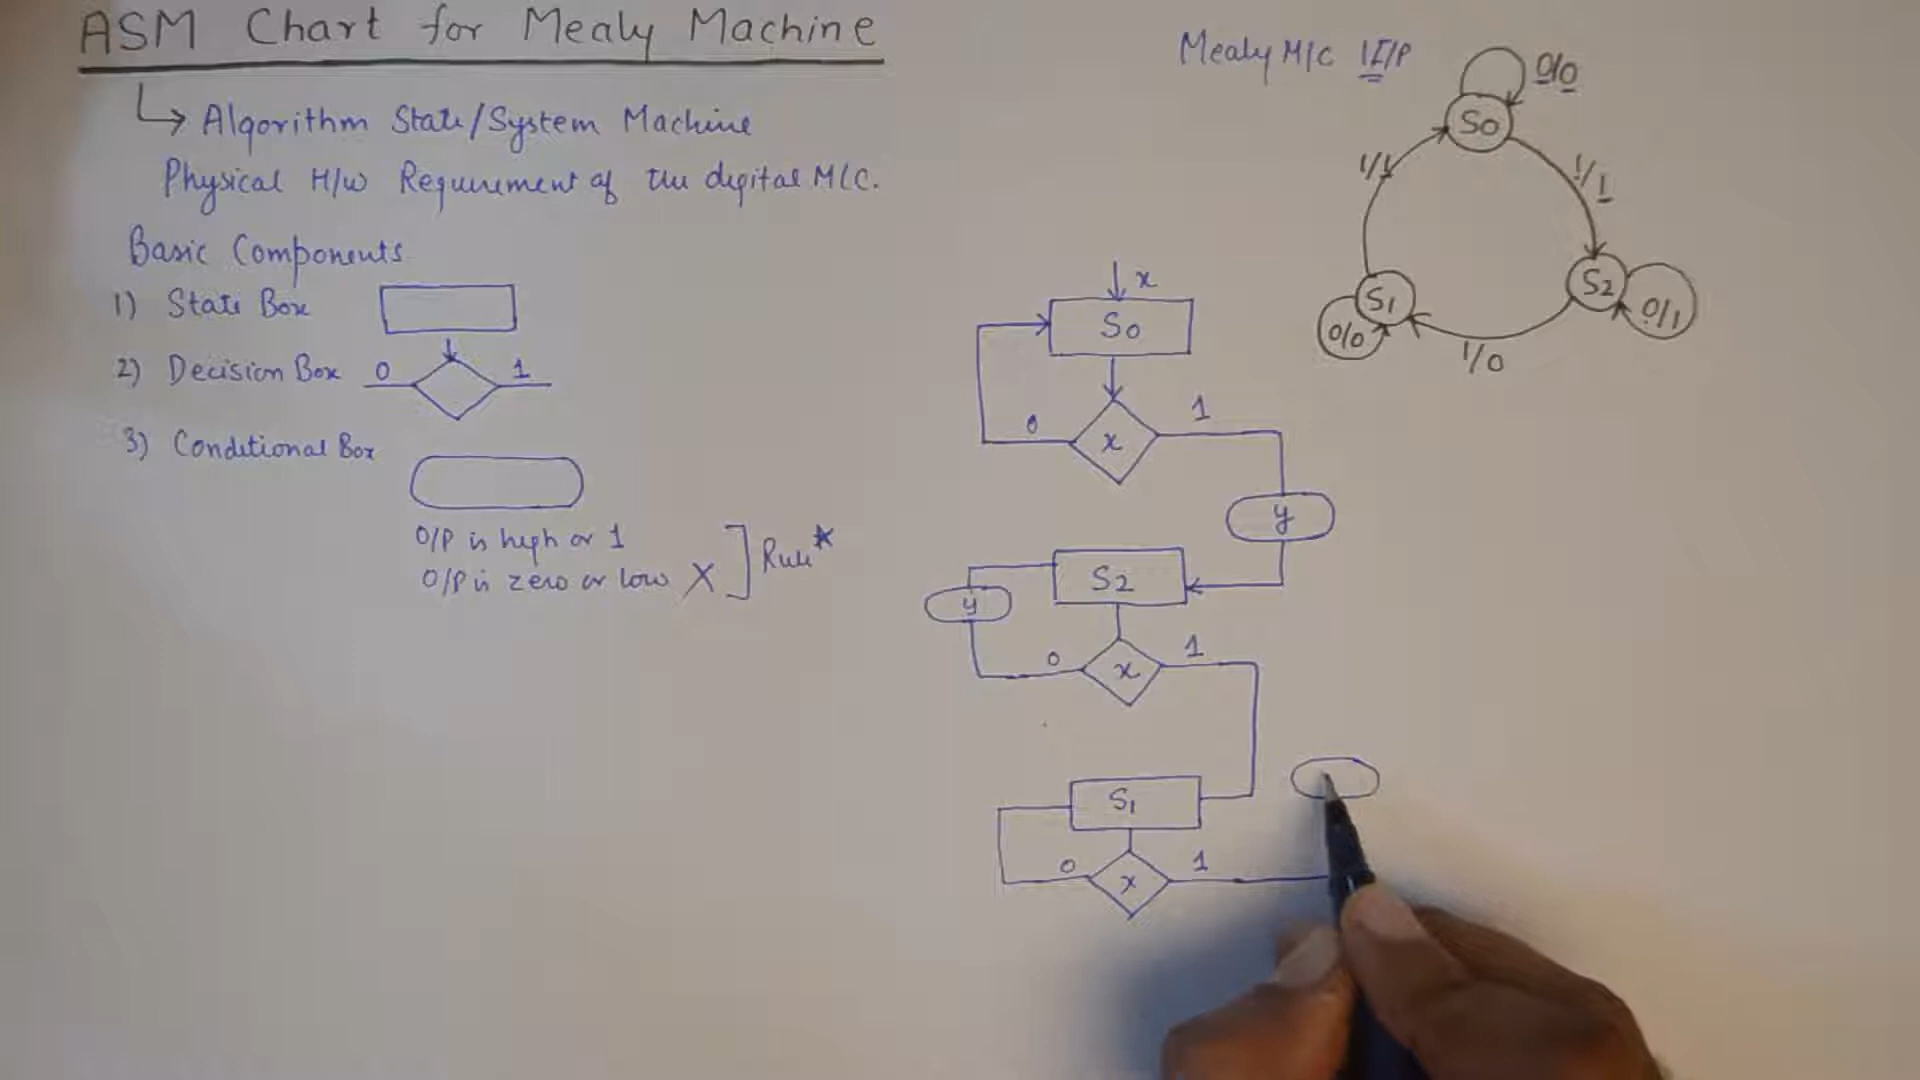 ASM Chart for Mealy Machine
Algorithm State/System Machine
Physical H/w Requirement of the digital M/C.
Basic Components
1) State Box
2) Decision Box 0 1
3) Conditional Box
O/P is high or 1
O/P is zero or low X
Rule*
Mealy M/C 1I/P
0/0
S0
1/1
1/1
S1
S2
0/0
0/1
1/0
x
S0
0
x
1
y
S2
y
0
x
1
S1
0
x
1